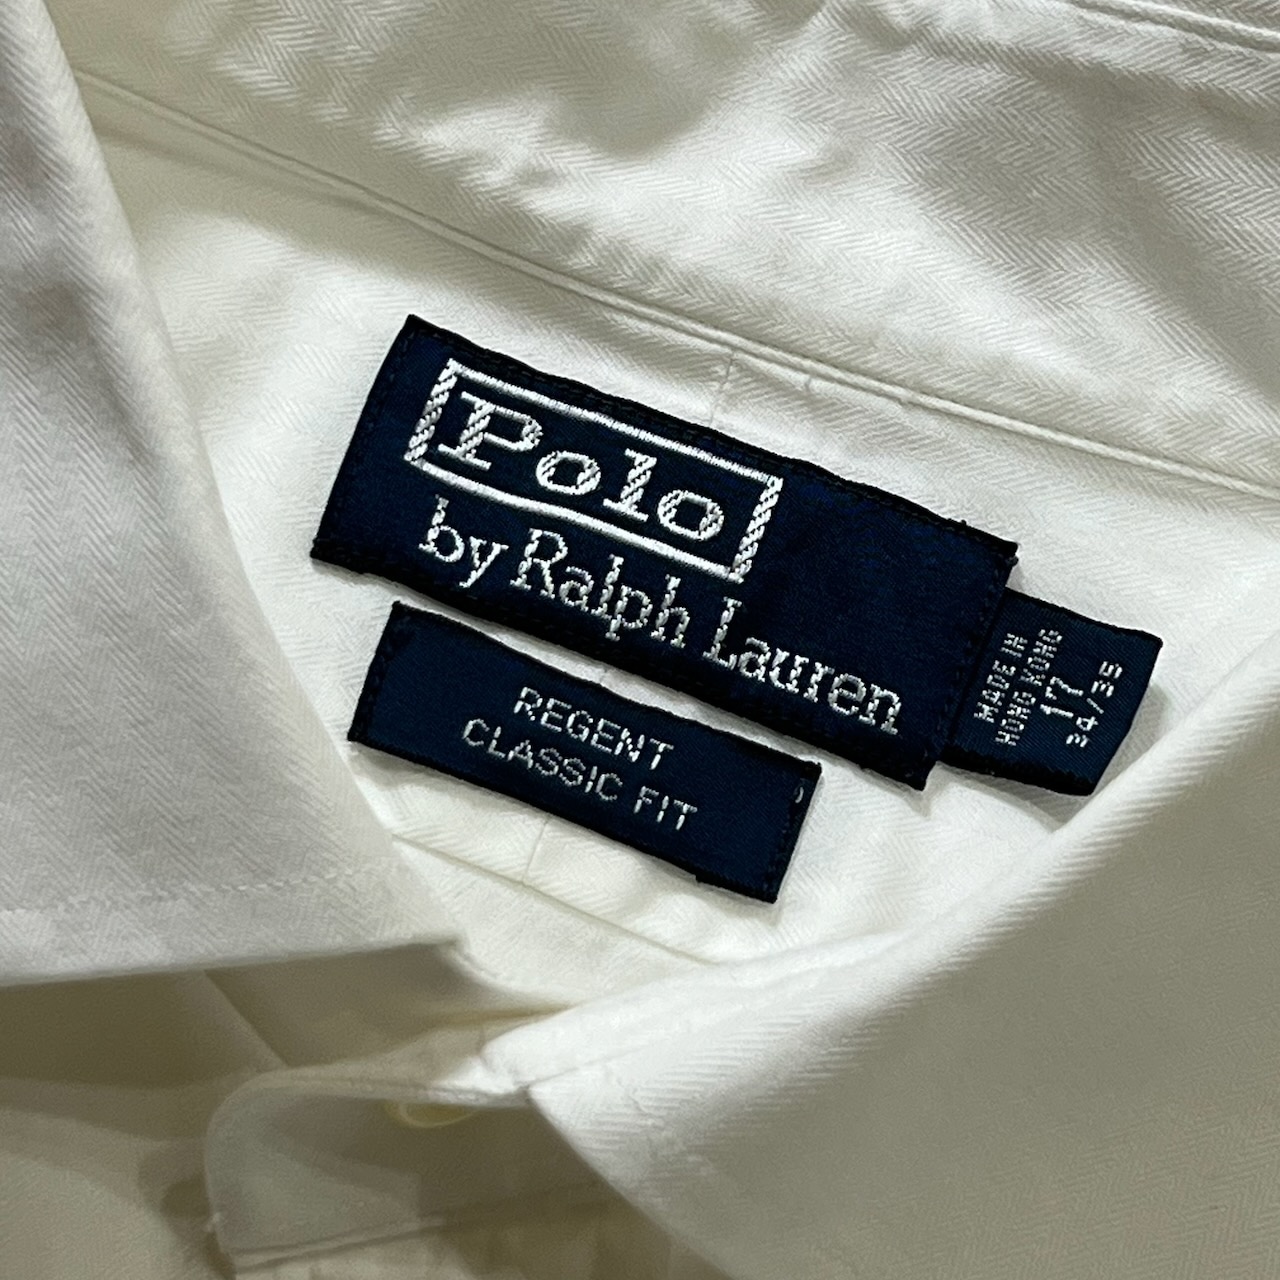 Polo
by Ralph Lauren
MADE IN
HONG KONG
17
34/35
REGENT
CLASSIC FIT